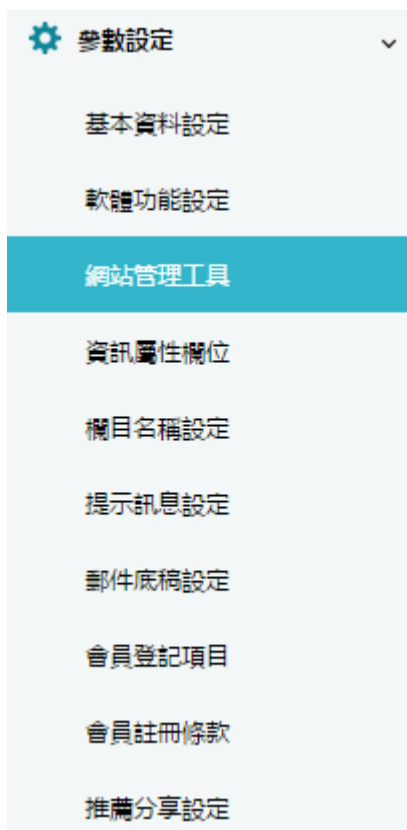 參數設定
基本資料設定
軟體功能設定
網站管理工具
資訊屬性欄位
欄目名稱設定
提示訊息設定
郵件底稿設定
會員登記項目
會員註冊條款
推薦分享設定